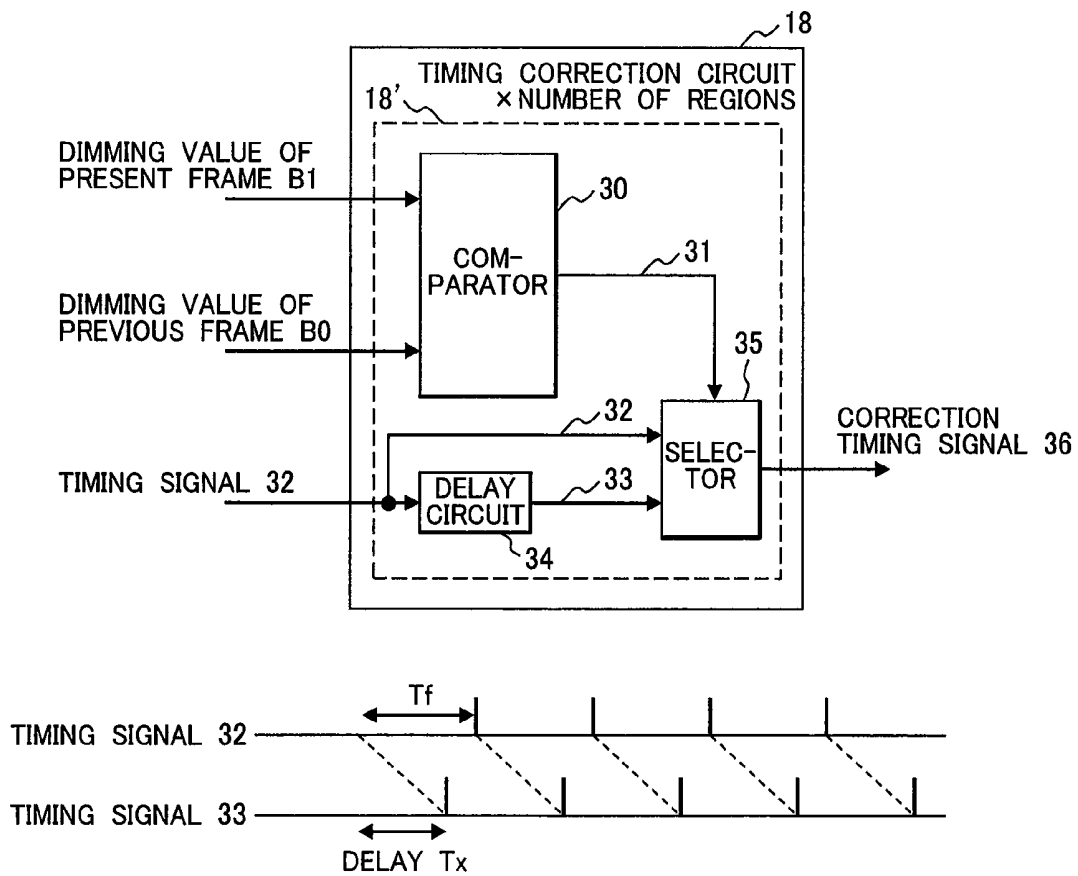 18
TIMING CORRECTION CIRCUIT
× NUMBER OF REGIONS
18'
DIMMING VALUE OF
PRESENT FRAME B1
30
COM-
PARATOR
31
DIMMING VALUE OF
PREVIOUS FRAME B0
35
32
CORRECTION
TIMING SIGNAL 36
SELEC-
TOR
TIMING SIGNAL 32
DELAY
CIRCUIT
33
34
Tf
TIMING SIGNAL 32
TIMING SIGNAL 33
DELAY Tx